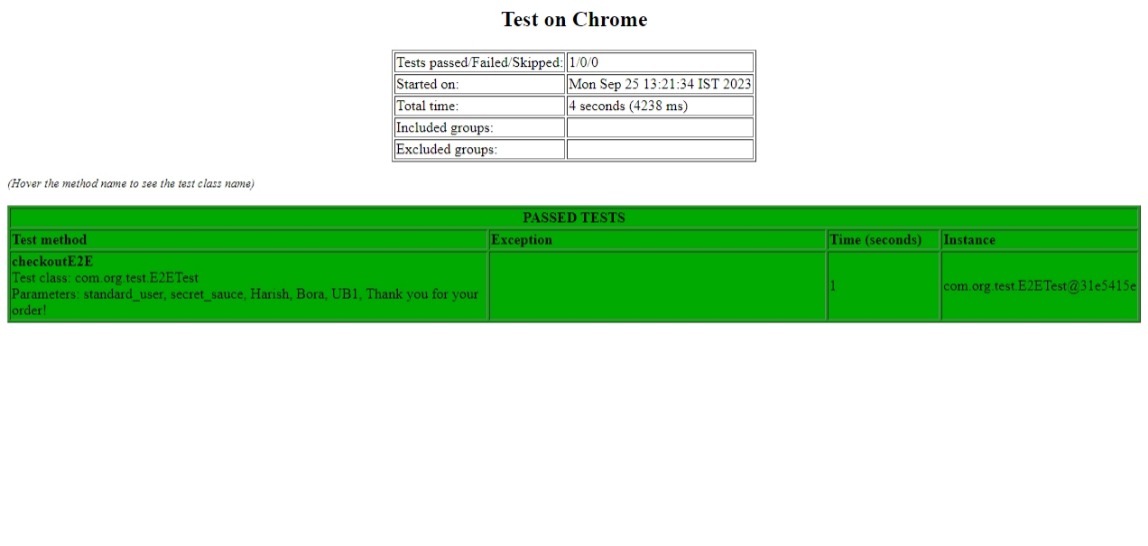 Test on Chrome
Tests passed/Failed/Skipped: 1/0/0
Started on: Mon Sep 25 13:21:34 IST 2023
Total time: 4 seconds (4238 ms)
Included groups:
Excluded groups:
(Hover the method name to see the test class name)
PASSED TESTS
Test method Exception Time (seconds) Instance
checkoutE2E
Test class: com.org.test.E2ETest
Parameters: standard_user, secret_sauce, Harish, Bora, UB1, Thank you for your
order!
1 com.org.test.E2ETest@31e5415e